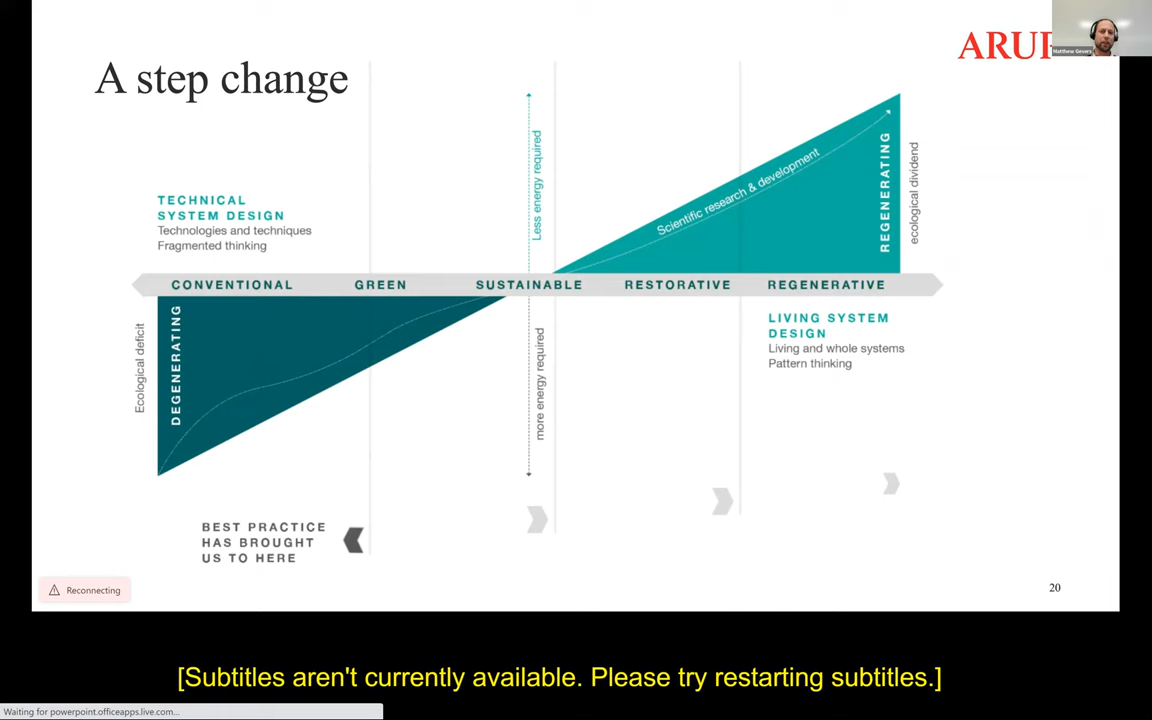 ARUP
Matthew Gevers
A step change
Less energy required
Scientific research & development
REGENERATING
ecological dividend
TECHNICAL
SYSTEM DESIGN
Technologies and techniques
Fragmented thinking
CONVENTIONAL GREEN SUSTAINABLE RESTORATIVE REGENERATIVE
Ecological deficit
DEGENERATING
more energy required
LIVING SYSTEM
DESIGN
Living and whole systems
Pattern thinking
BEST PRACTICE
HAS BROUGHT
US TO HERE
Reconnecting
20
[Subtitles aren't currently available. Please try restarting subtitles.]
Waiting for powerpoint.officeapps.live.com...